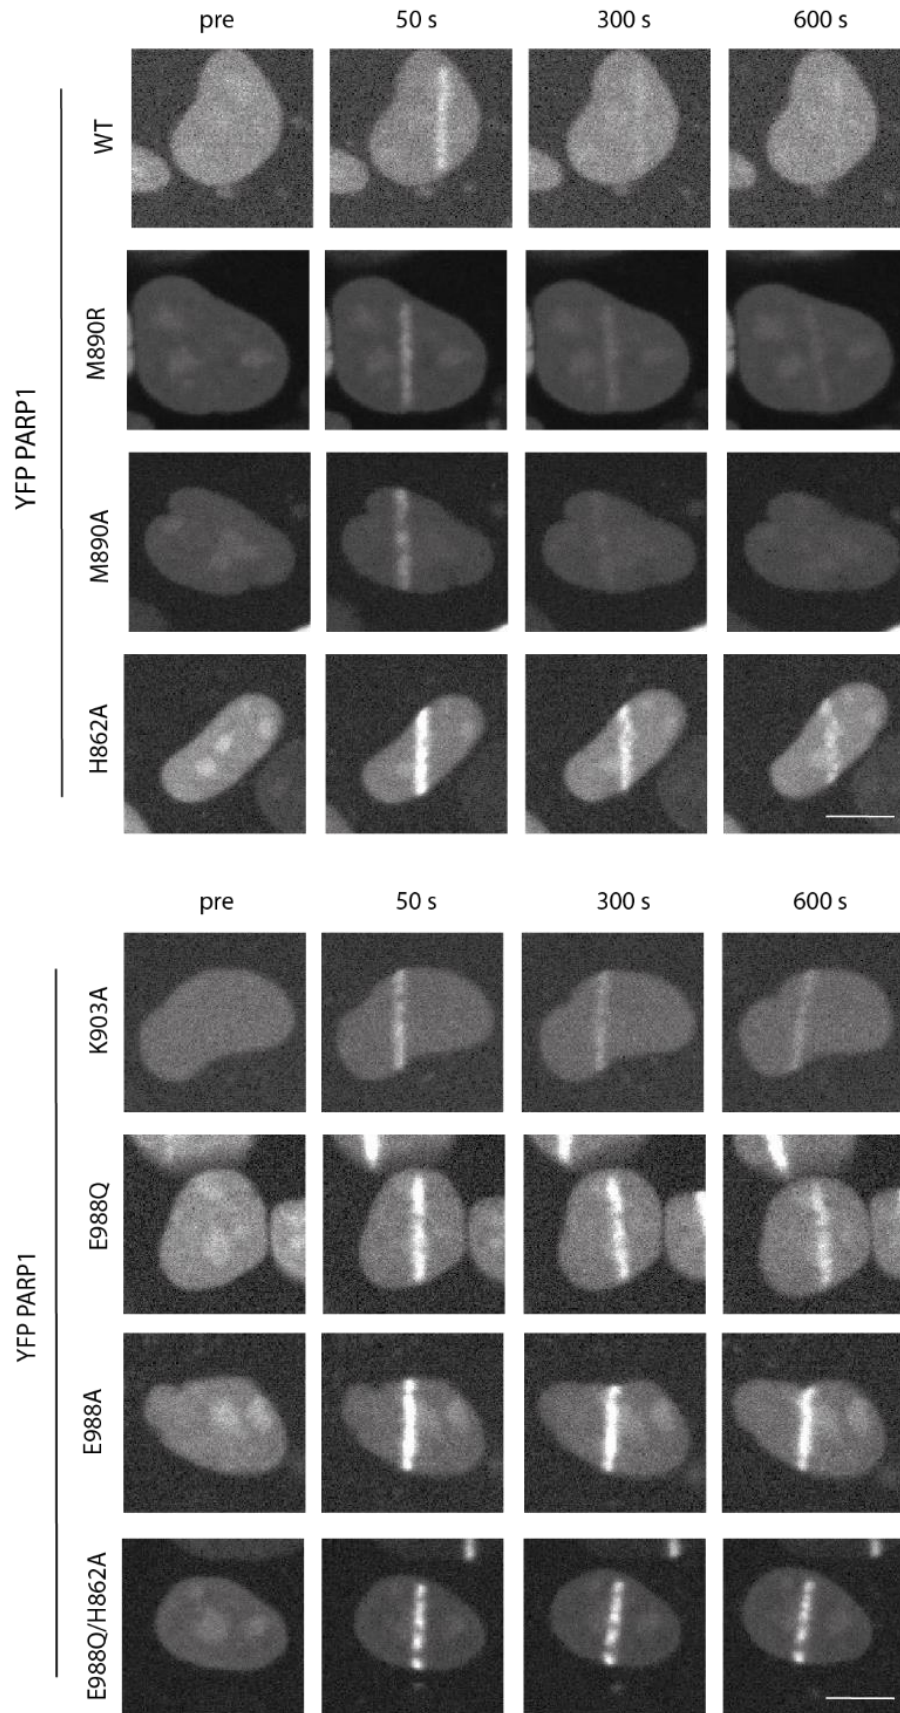 pre 50 s 300 s 600 s
YFP PARP1
WT
M890R
M890A
H862A
pre 50 s 300 s 600 s
YFP PARP1
K903A
E988Q
E988A
E988Q/H862A